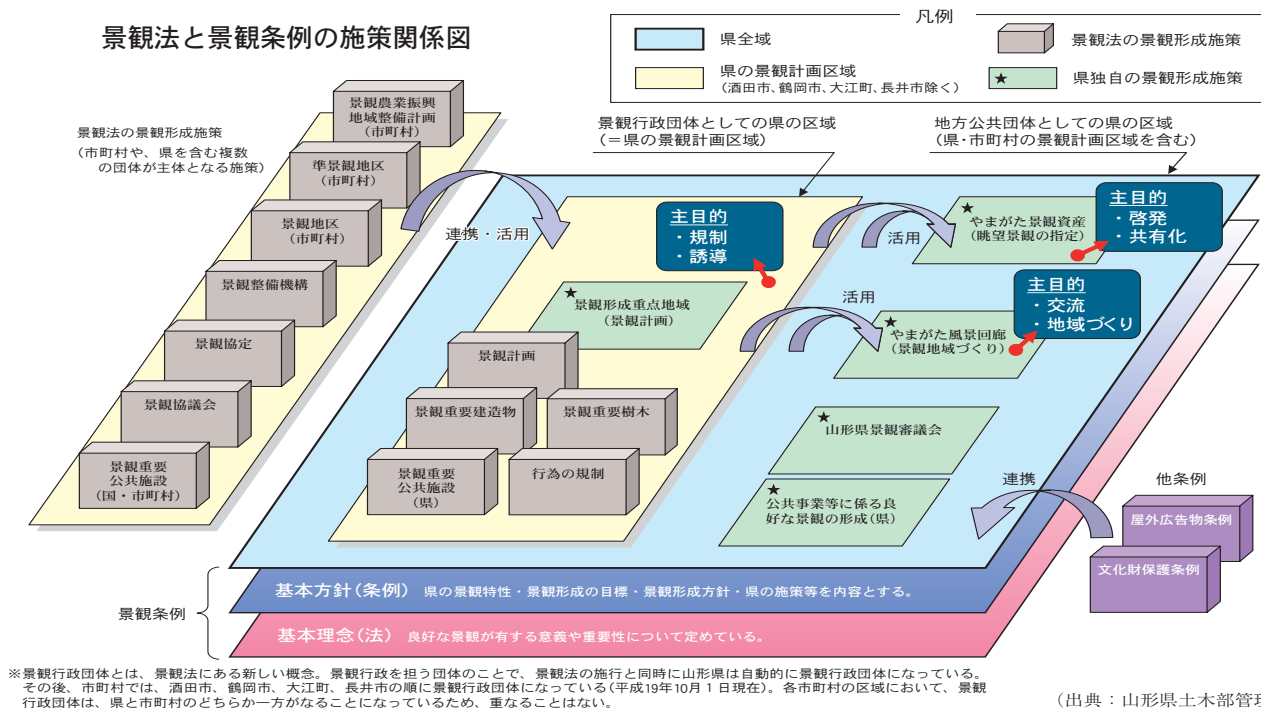 景観法と景観条例の施策関係図
凡例
県全域
景観法の景観形成施策
県の景観計画区域
(酒田市、鶴岡市、大江町、長井市除く)
★
県独自の景観形成施策
景観法の景観形成施策
(市町村や、県を含む複数
の団体が主体となる施策)
景観行政団体としての県の区域
(=県の景観計画区域)
地方公共団体としての県の区域
(県・市町村の景観計画区域を含む)
景観農業振興
地域整備計画
(市町村)
準景観地区
(市町村)
景観地区
(市町村)
景観整備機構
景観協定
景観協議会
景観重要
公共施設
(国・市町村)
連携・活用
主目的
・規制
・誘導
★
景観形成重点地域
(景観計画)
景観計画
景観重要建造物
景観重要樹木
景観重要
公共施設
(県)
行為の規制
活用
★
やまがた景観資産
(眺望景観の指定)
主目的
・啓発
・共有化
活用
★
やまがた風景回廊
(景観地域づくり)
主目的
・交流
・地域づくり
★
山形県景観審議会
★
公共事業等に係る良
好な景観の形成(県)
連携
他条例
屋外広告物条例
文化財保護条例
景観条例
基本方針(条例) 県の景観特性・景観形成の目標・景観形成方針・県の施策等を内容とする。
基本理念(法) 良好な景観が有する意義や重要性について定めている。
※景観行政団体とは、景観法にある新しい概念。景観行政を担う団体のことで、景観法の施行と同時に山形県は自動的に景観行政団体になっている。
その後、市町村では、酒田市、鶴岡市、大江町、長井市の順に景観行政団体になっている(平成19年10月1日現在)。各市町村の区域において、景観
行政団体は、県と市町村のどちらか一方がなることになっているため、重なることはない。
(出典:山形県土木部管理